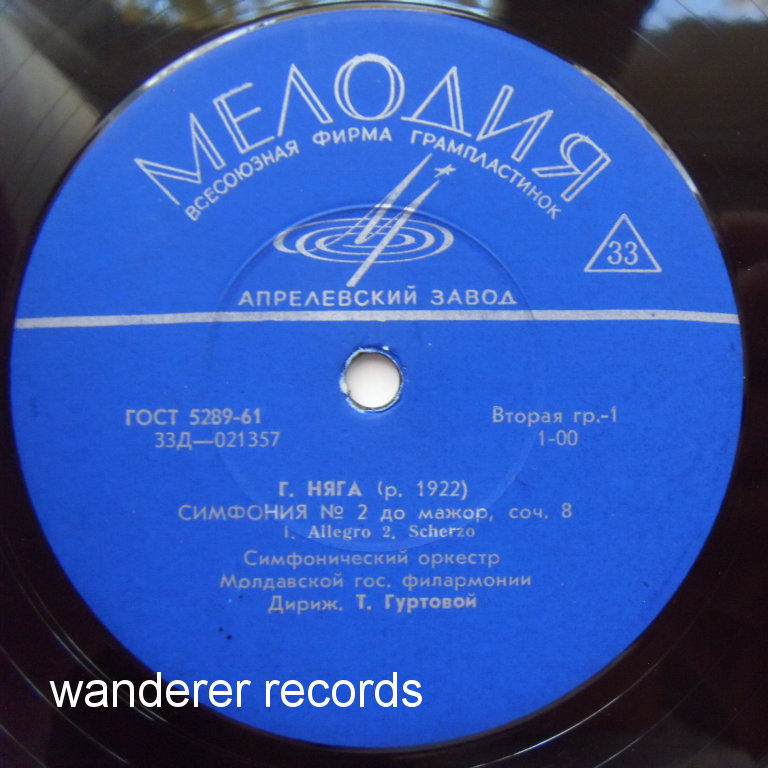 МЕЛОДИЯ
ВСЕСОЮЗНАЯ ФИРМА ГРАМПЛАСТИНОК
33
АПРЕЛЕВСКИЙ ЗАВОД
ГОСТ 5289-61
Вторая гр.-1
33Д—021357
1-00
Г. НЯГА (р. 1922)
СИМФОНИЯ № 2 до мажор, соч. 8
1. Allegro 2. Scherzo
Симфонический оркестр
Молдавской гос. филармонии
Дириж. Т. Гуртовой
wanderer records